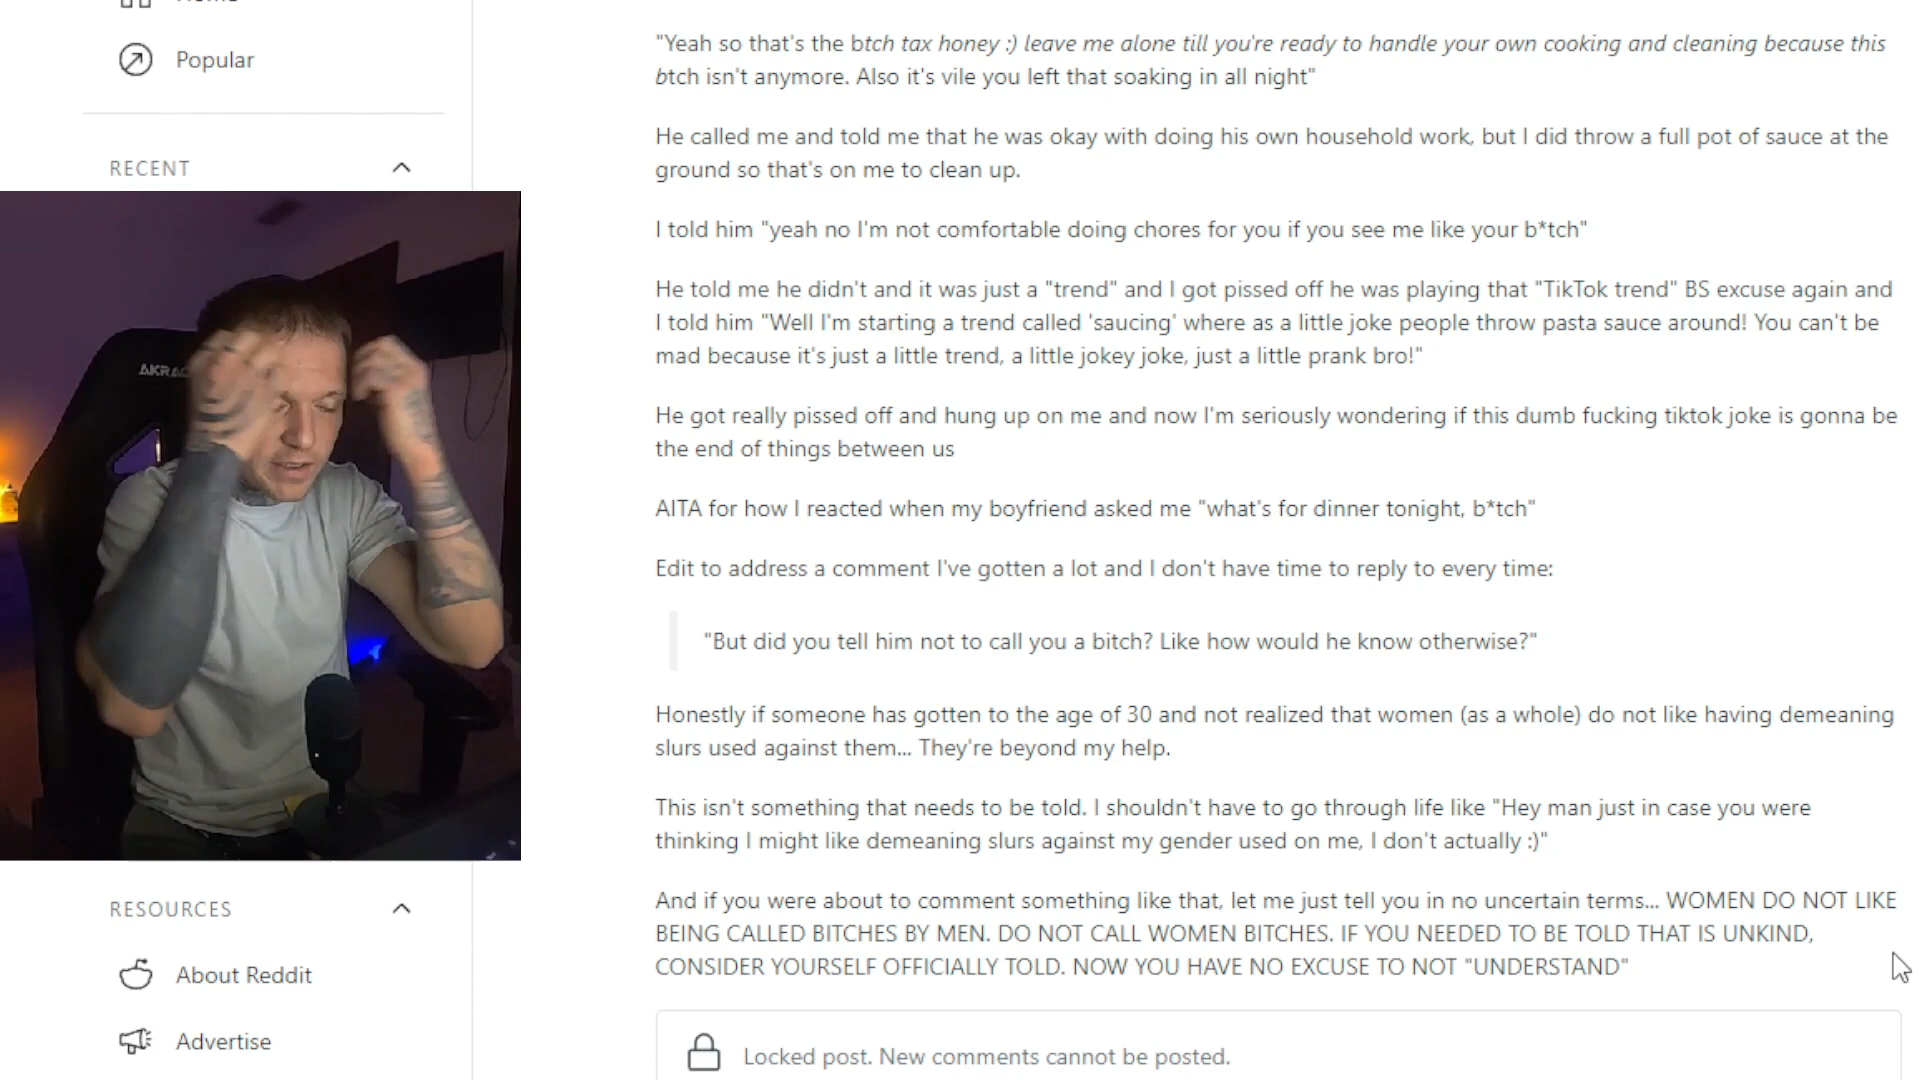 Popular
RECENT
AKRAC
RESOURCES
About Reddit
Advertise
"Yeah so that's the btch tax honey :) leave me alone till you're ready to handle your own cooking and cleaning because this
btch isn't anymore. Also it's vile you left that soaking in all night"
He called me and told me that he was okay with doing his own household work, but I did throw a full pot of sauce at the
ground so that's on me to clean up.
I told him "yeah no I'm not comfortable doing chores for you if you see me like your b*tch"
He told me he didn't and it was just a "trend" and I got pissed off he was playing that "TikTok trend" BS excuse again and
I told him "Well I'm starting a trend called 'saucing' where as a little joke people throw pasta sauce around! You can't be
mad because it's just a little trend, a little jokey joke, just a little prank bro!"
He got really pissed off and hung up on me and now I'm seriously wondering if this dumb fucking tiktok joke is gonna be
the end of things between us
AITA for how I reacted when my boyfriend asked me "what's for dinner tonight, b*tch"
Edit to address a comment I've gotten a lot and I don't have time to reply to every time:
"But did you tell him not to call you a bitch? Like how would he know otherwise?"
Honestly if someone has gotten to the age of 30 and not realized that women (as a whole) do not like having demeaning
slurs used against them... They're beyond my help.
This isn't something that needs to be told. I shouldn't have to go through life like "Hey man just in case you were
thinking I might like demeaning slurs against my gender used on me, I don't actually :)"
And if you were about to comment something like that, let me just tell you in no uncertain terms... WOMEN DO NOT LIKE
BEING CALLED BITCHES BY MEN. DO NOT CALL WOMEN BITCHES. IF YOU NEEDED TO BE TOLD THAT IS UNKIND,
CONSIDER YOURSELF OFFICIALLY TOLD. NOW YOU HAVE NO EXCUSE TO NOT "UNDERSTAND"
Locked post. New comments cannot be posted.